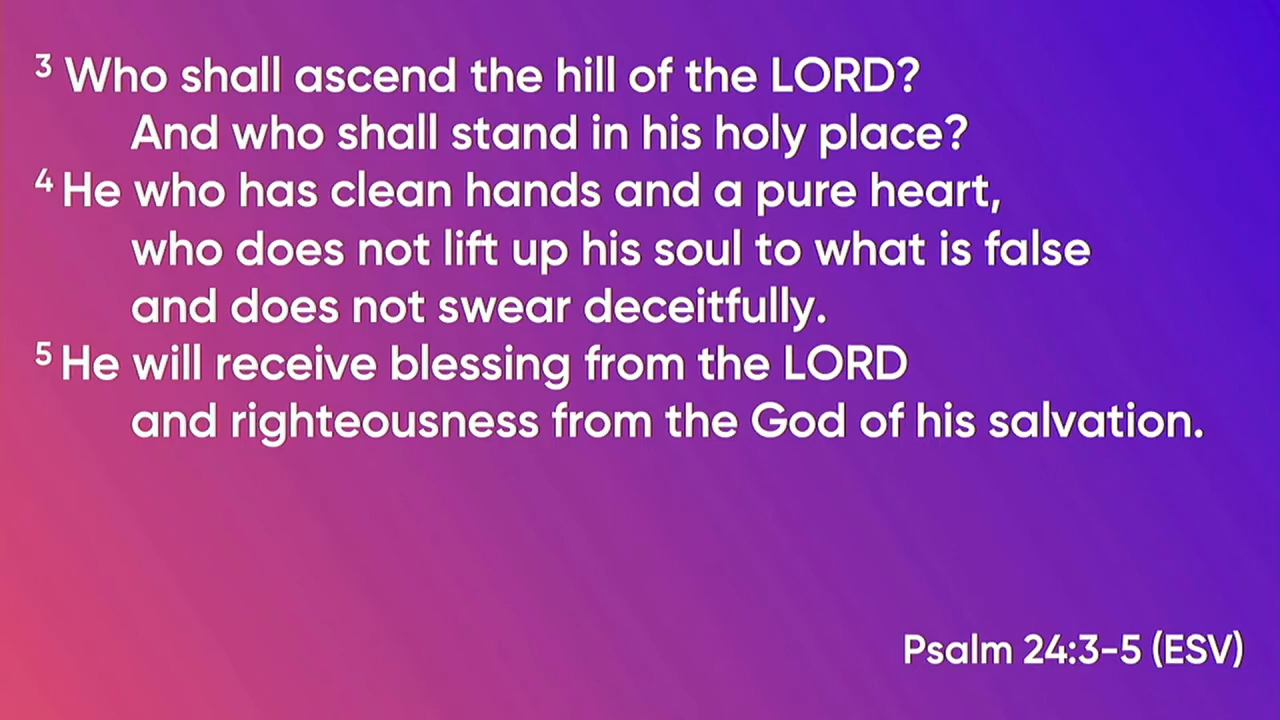 3 Who shall ascend the hill of the LORD?
And who shall stand in his holy place?
4 He who has clean hands and a pure heart,
who does not lift up his soul to what is false
and does not swear deceitfully.
5 He will receive blessing from the LORD
and righteousness from the God of his salvation.
Psalm 24:3-5 (ESV)